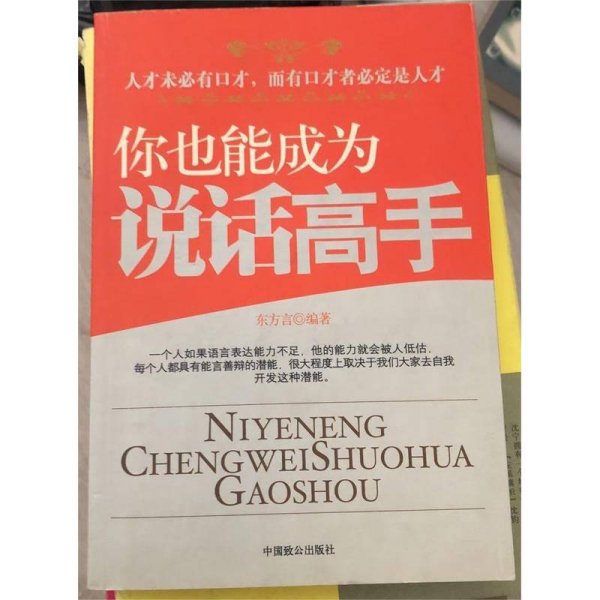 人才未必有口才，而有口才者必定是人才
你也能成为
说话高手
东方言◎编著
一个人如果语言表达能力不足，他的能力就会被人低估，
每个人都具有能言善辩的潜能，很大程度上取决于我们大家去自我
开发这种潜能。
NIYENENG
CHENGWEISHUOHUA
GAOSHOU
中国致公出版社